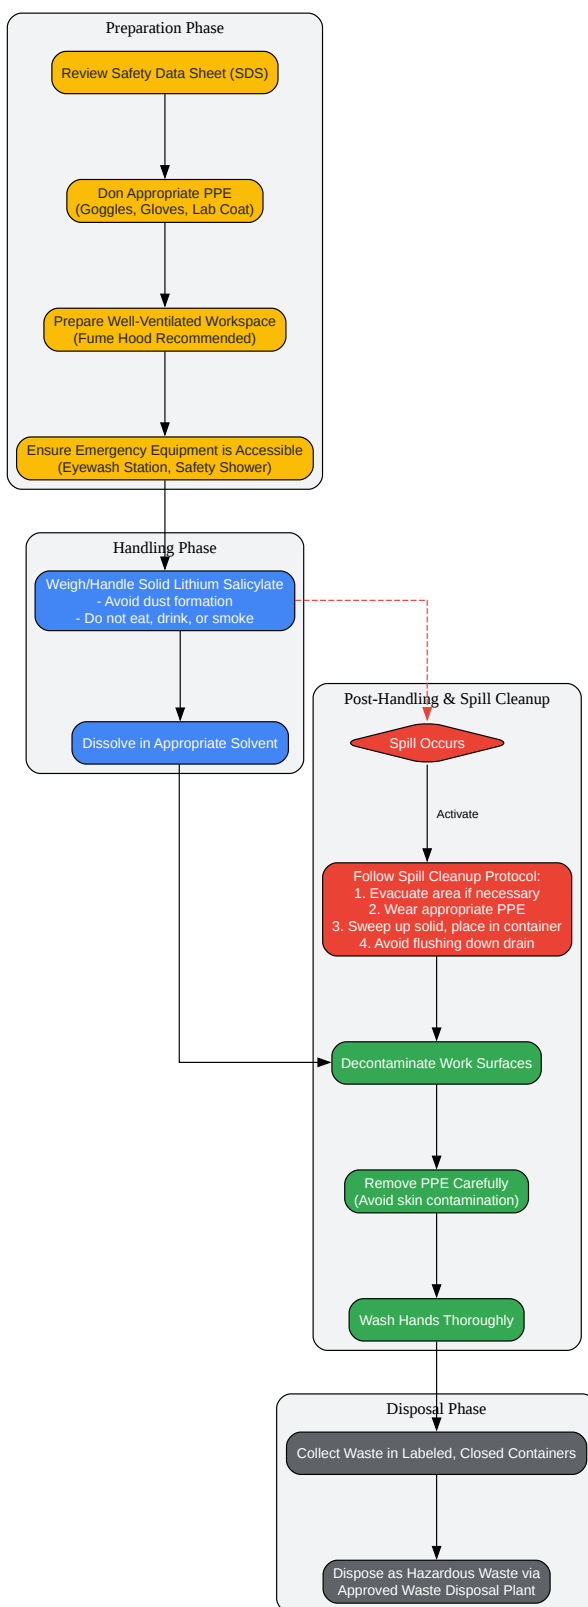 Preparation Phase
Review Safety Data Sheet (SDS)
Don Appropriate PPE
(Goggles, Gloves, Lab Coat)
Prepare Well-Ventilated Workspace
(Fume Hood Recommended)
Ensure Emergency Equipment is Accessible
(Eyewash Station, Safety Shower)
Handling Phase
Weigh/Handle Solid Lithium Salicylate
- Avoid dust formation
- Do not eat, drink, or smoke
Dissolve in Appropriate Solvent
Post-Handling & Spill Cleanup
Spill Occurs
Activate
Follow Spill Cleanup Protocol:
1. Evacuate area if necessary
2. Wear appropriate PPE
3. Sweep up solid, place in container
4. Avoid flushing down drain
Decontaminate Work Surfaces
Remove PPE Carefully
(Avoid skin contamination)
Wash Hands Thoroughly
Disposal Phase
Collect Waste in Labeled, Closed Containers
Dispose as Hazardous Waste via
Approved Waste Disposal Plant